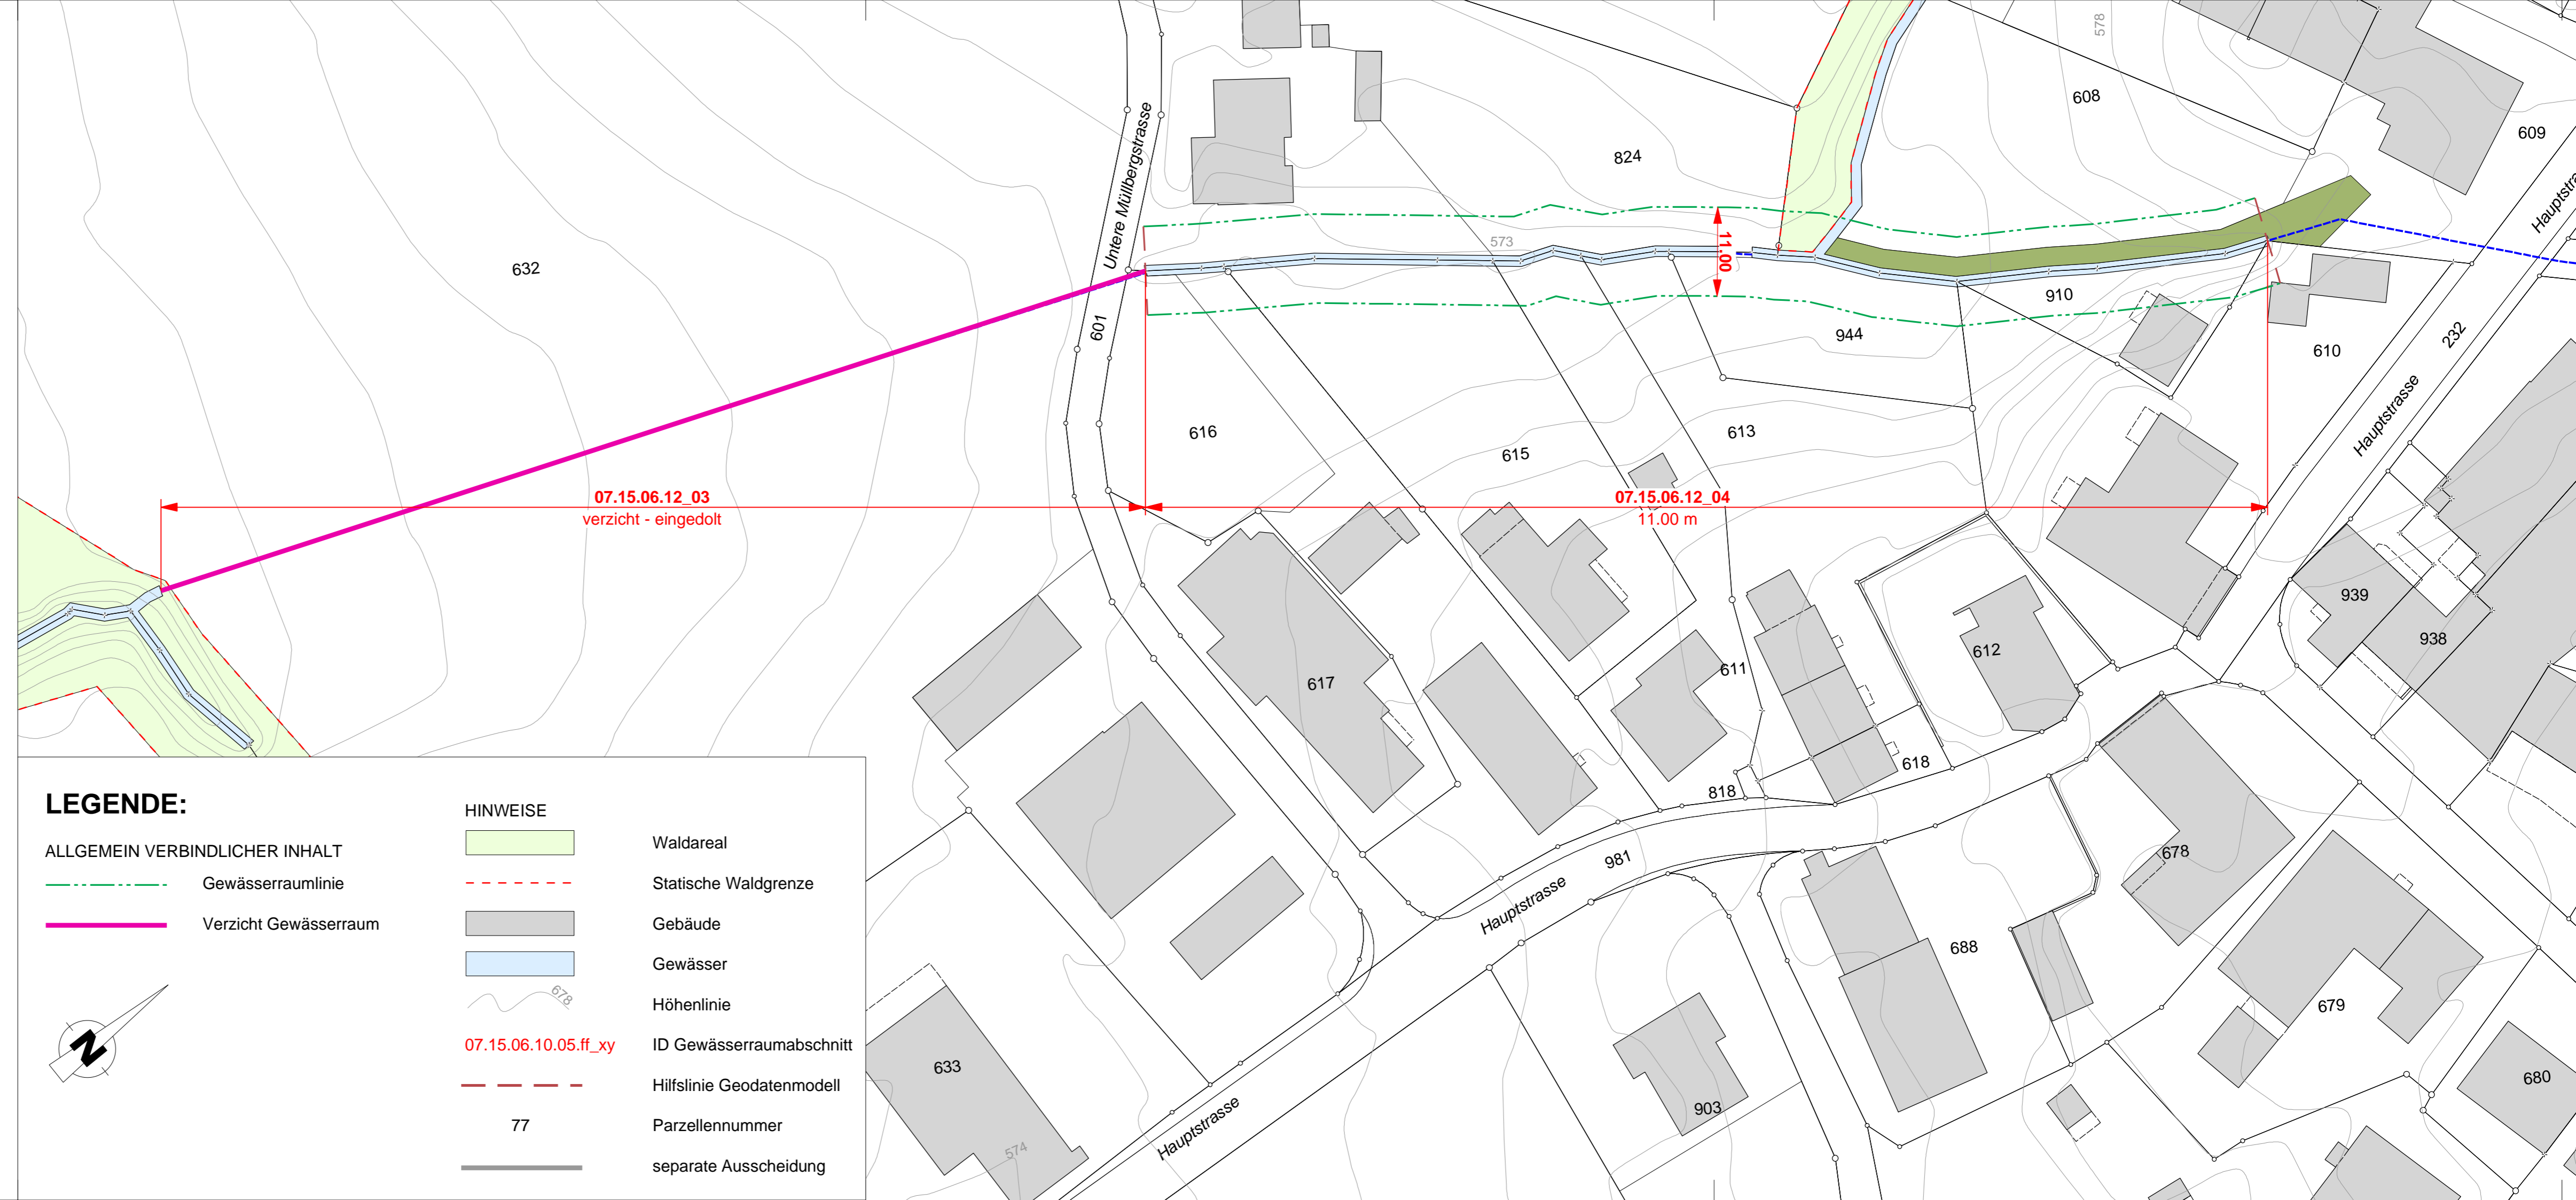 578
608
609
Untere Müllbergstrasse
824
573
11.00
632
910
944
601
610
232
Hauptstrasse
616
615
613
07.15.06.12_03
verzicht - eingedolt
07.15.06.12_04
11.00 m
939
938
612
611
617
618
818
981
Hauptstrasse
678
688
679
680
903
633
574
Hauptstrasse
LEGENDE:
ALLGEMEIN VERBINDLICHER INHALT
Gewässerraumlinie
Verzicht Gewässerraum
N
HINWEISE
Waldareal
Statische Waldgrenze
Gebäude
Gewässer
678
Höhenlinie
07.15.06.10.05.ff_xy
ID Gewässerraumabschnitt
Hilfslinie Geodatenmodell
77
Parzellennummer
separate Ausscheidung